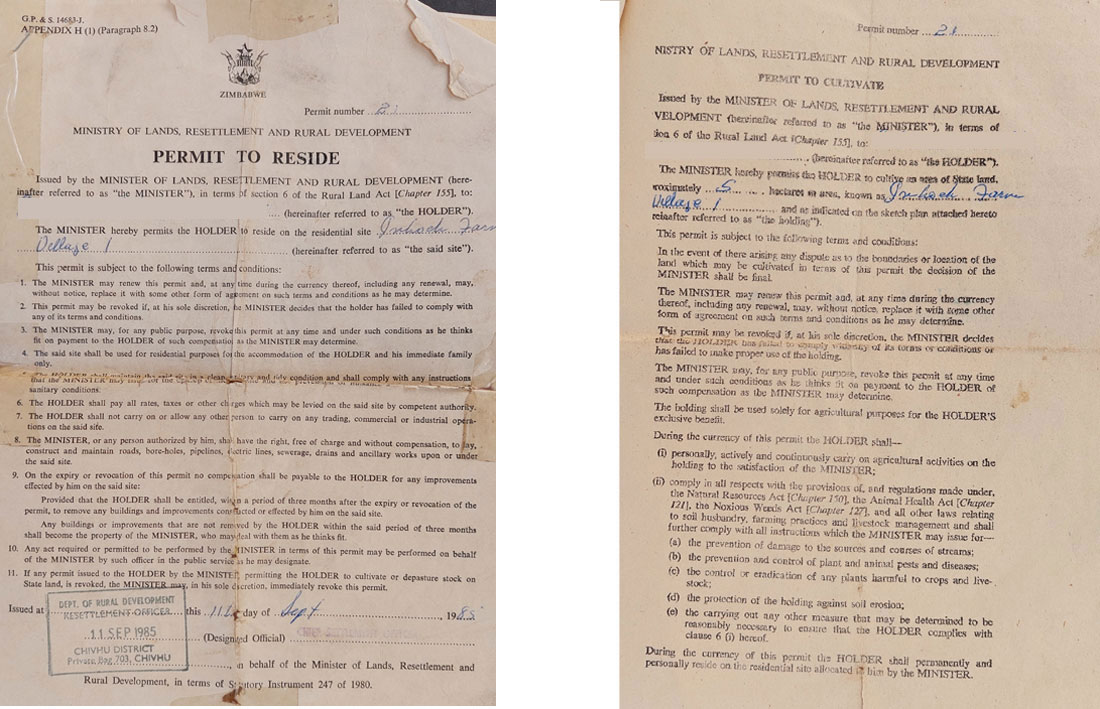 G.P. & S. 14683-J.
APPENDIX H (1) (Paragraph 8.2)
ZIMBABWE
Permit number 21
MINISTRY OF LANDS, RESETTLEMENT AND RURAL DEVELOPMENT
PERMIT TO RESIDE
Issued by the MINISTER OF LANDS, RESETTLEMENT AND RURAL DEVELOPMENT (here-
inafter referred to as "the MINISTER"), in terms of section 6 of the Rural Land Act [Chapter 155], to:
(hereinafter referred to as "the HOLDER").
The MINISTER hereby permits the HOLDER to reside on the residential site Farm
Village 1 (hereinafter referred to as "the said site").
This permit is subject to the following terms and conditions:
1. The MINISTER may renew this permit and, at any time during the currency thereof, including any renewal, may,
without notice, replace it with some other form of agreement on such terms and conditions as he may determine.
2. This permit may be revoked if, at his sole discretion, he MINISTER decides that the holder has failed to comply with
any of its terms or conditions.
3. The MINISTER may, for any public purpose, revoke this permit at any time and under such conditions as he thinks
fit on payment to the HOLDER of such compensation as the MINISTER may determine.
4. The said site shall be used for residential purposes for the accommodation of the HOLDER and his immediate family
only.
condition and shall comply with any instructions
that the MINISTER may
sanitary conditions.
6. The HOLDER shall pay all rates, taxes or other charges which may be levied on the said site by competent authority.
7. The HOLDER shall not carry on or allow any other person to carry on any trading, commercial or industrial opera-
tions on the said site.
8. The MINISTER, or any person authorized by him, shall have the right, free of charge and without compensation, to lay,
construct and maintain roads, bore-holes, pipelines, electric lines, sewerage, drains and ancillary works upon or under
the said site.
9. On the expiry or revocation of this permit no compensation shall be payable to the HOLDER for any improvements
effected by him on the said site:
Provided that the HOLDER shall be entitled, within a period of three months after the expiry or revocation of the
permit, to remove any buildings and improvements constructed or effected by him on the said site.
Any buildings or improvements that are not removed by the HOLDER within the said period of three months
shall become the property of the MINISTER, who may deal with them as he thinks fit.
10. Any act required or permitted to be performed by the MINISTER in terms of this permit may be performed on behalf
of the MINISTER by such officer in the public service as he may designate.
11. If any permit issued to the HOLDER by the MINISTER, permitting the HOLDER to cultivate or depasture stock on
State land, is revoked, the MINISTER may, in his sole discretion, immediately revoke this permit.
Issued at this 11th day of Sept, 1985
DEPT. OF RURAL DEVELOPMENT
RESETTLEMENT OFFICER
11 SEP 1985
CHIVHU DISTRICT
Private Bag 703, CHIVHU
(Designated Official)
on behalf of the Minister of Lands, Resettlement and
Rural Development, in terms of Statutory Instrument 247 of 1980.
Permit number 21
NISTRY OF LANDS, RESETTLEMENT AND RURAL DEVELOPMENT
PERMIT TO CULTIVATE
Issued by the MINISTER OF LANDS, RESETTLEMENT AND RURAL
VELOPMENT (hereinafter referred to as "the MINISTER"), in terms of
tion 6 of the Rural Land Act [Chapter 155], to:
(hereinafter referred to as "the HOLDER").
The MINISTER hereby permits the HOLDER to cultivate an area of State land,
roximately 5 hectares in area, known as Farm
Village 1 and as indicated on the sketch plan attached hereto
reinafter referred to as "the holding").
This permit is subject to the following terms and conditions:
In the event of there arising any dispute as to the boundaries or location of the
land which may be cultivated in terms of this permit the decision of the
MINISTER shall be final.
The MINISTER may renew this permit and, at any time during the currency
thereof, including any renewal, may, without notice, replace it with some other
form of agreement on such terms and conditions as he may determine.
This permit may be revoked if, at his sole discretion, the MINISTER decides
that the HOLDER has failed to comply with any of its terms or conditions or
has failed to make proper use of the holding.
The MINISTER may, for any public purpose, revoke this permit at any time
and under such conditions as he thinks fit on payment to the HOLDER of
such compensation as the MINISTER may determine.
The holding shall be used solely for agricultural purposes for the HOLDER'S
exclusive benefit.
During the currency of this permit the HOLDER shall—
(i) personally, actively and continuously carry on agricultural activities on the
holding to the satisfaction of the MINISTER;
(ii) comply in all respects with the provisions of, and regulations made under,
the Natural Resources Act [Chapter 150], the Animal Health Act [Chapter
121], the Noxious Weeds Act [Chapter 127], and all other laws relating
to soil husbandry, farming practices and livestock management and shall
further comply with all instructions which the MINISTER may issue for—
(a) the prevention of damage to the sources and courses of streams;
(b) the prevention and control of plant and animal pests and diseases;
(c) the control or eradication of any plants harmful to crops and live-
stock;
(d) the protection of the holding against soil erosion;
(e) the carrying out any other measure that may be determined to be
reasonably necessary to ensure that the HOLDER complies with
clause 6 (i) hereof.
During the currency of this permit the HOLDER shall permanently and
personally reside on the residential site allocated to him by the MINISTER.